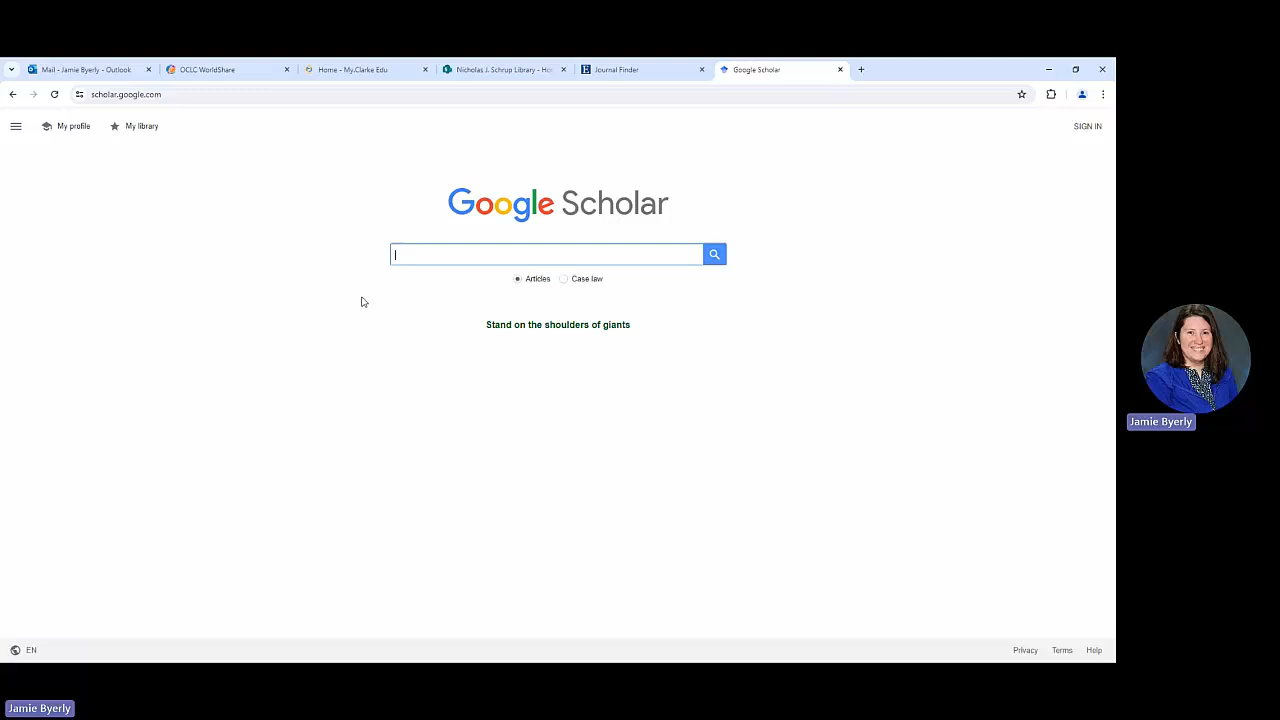 Mail - Jamie Byerly - Outlook
OCLC WorldShare
Home - My.Clarke Edu
Nicholas J. Schrup Library - Ho
Journal Finder
Google Scholar
scholar.google.com
My profile
My library
SIGN IN
Google Scholar
Articles
Case law
Stand on the shoulders of giants
Jamie Byerly
EN
Privacy
Terms
Help
Jamie Byerly